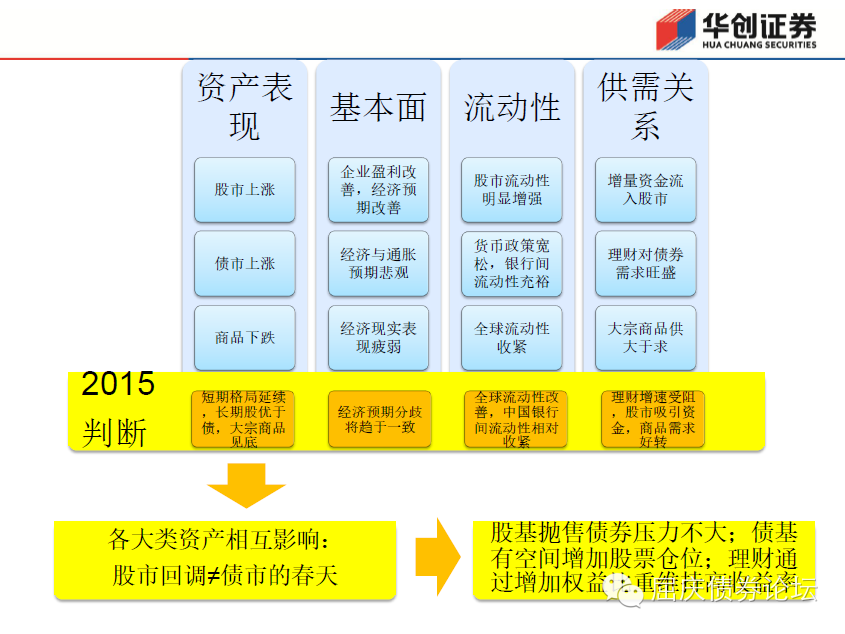 华创证券
HUA CHUANG SECURITIES
资产表
现
基本面
流动性
供需关
系
股市上涨
企业盈利改
善，经济预
期改善
股市流动性
明显增强
增量资金流
入股市
债市上涨
经济与通胀
预期悲观
货币政策宽
松，银行间
流动性充裕
理财对债券
需求旺盛
商品下跌
经济现实表
现疲弱
全球流动性
收紧
大宗商品供
大于求
2015
判断
短期格局延续
，长期股优于
债，大宗商品
见底
经济预期分歧
将趋于一致
全球流动性改
善，中国银行
间流动性相对
收紧
理财增速受阻
，股市吸引资
金，商品需求
好转
各大类资产相互影响：
股市回调≠债市的春天
股基抛售债券压力不大；债基
有空间增加股票仓位；理财通
过增加权益比重维持高收益率
屈庆债券论坛